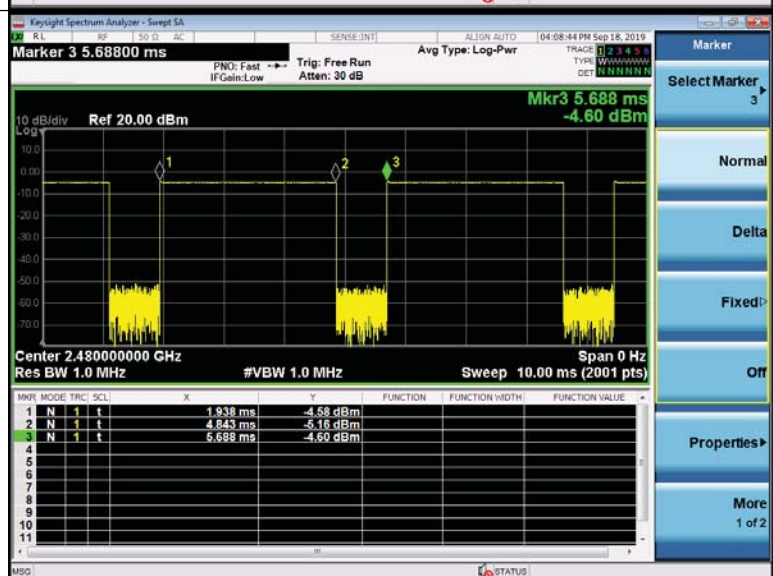 Keysight Spectrum Analyzer - Swept SA
RL RF 50 Ω AC SENSE:INT ALIGN AUTO 04:08:44 PM Sep 18, 2019
Marker 3 5.68800 ms
PNO: Fast
IFGain:Low
Trig: Free Run
Atten: 30 dB
Avg Type: Log-Pwr
TRACE 1 2 3 4 5 6
TYPE
DET N N N N N N
Mkr3 5.688 ms
-4.60 dBm
10 dB/div Ref 20.00 dBm
Log
10.0
0.00
-10.0
-20.0
-30.0
-40.0
-50.0
-60.0
-70.0
1
2
3
Center 2.480000000 GHz
Span 0 Hz
Res BW 1.0 MHz #VBW 1.0 MHz Sweep 10.00 ms (2001 pts)
MKR MODE TRC SCL X Y FUNCTION FUNCTION WIDTH FUNCTION VALUE
1 N 1 t 1.938 ms -4.58 dBm
2 N 1 t 4.843 ms -5.16 dBm
3 N 1 t 5.688 ms -4.60 dBm
4
5
6
7
8
9
10
11
MSG STATUS
Marker
Select Marker
3
Normal
Delta
Fixed
Off
Properties
More
1 of 2